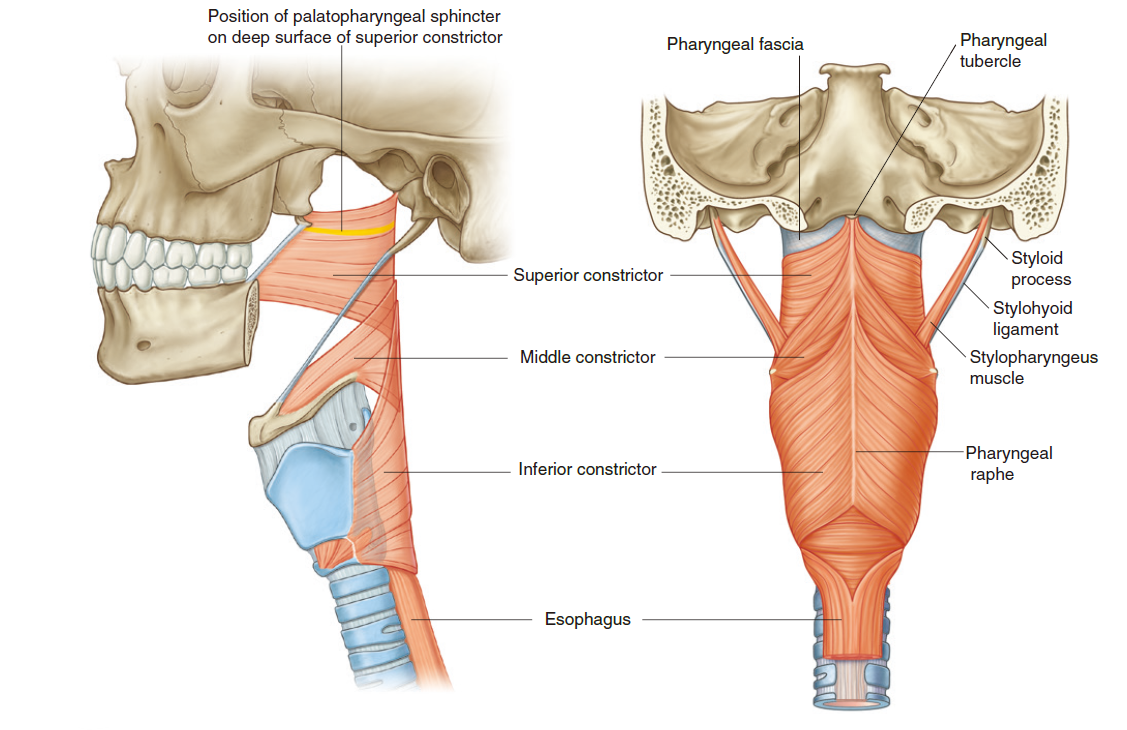 Position of palatopharyngeal sphincter
on deep surface of superior constrictor
Pharyngeal fascia
Pharyngeal
tubercle
Superior constrictor
Styloid
process
Stylohyoid
ligament
Middle constrictor
Stylopharyngeus
muscle
Inferior constrictor
Pharyngeal
raphe
Esophagus